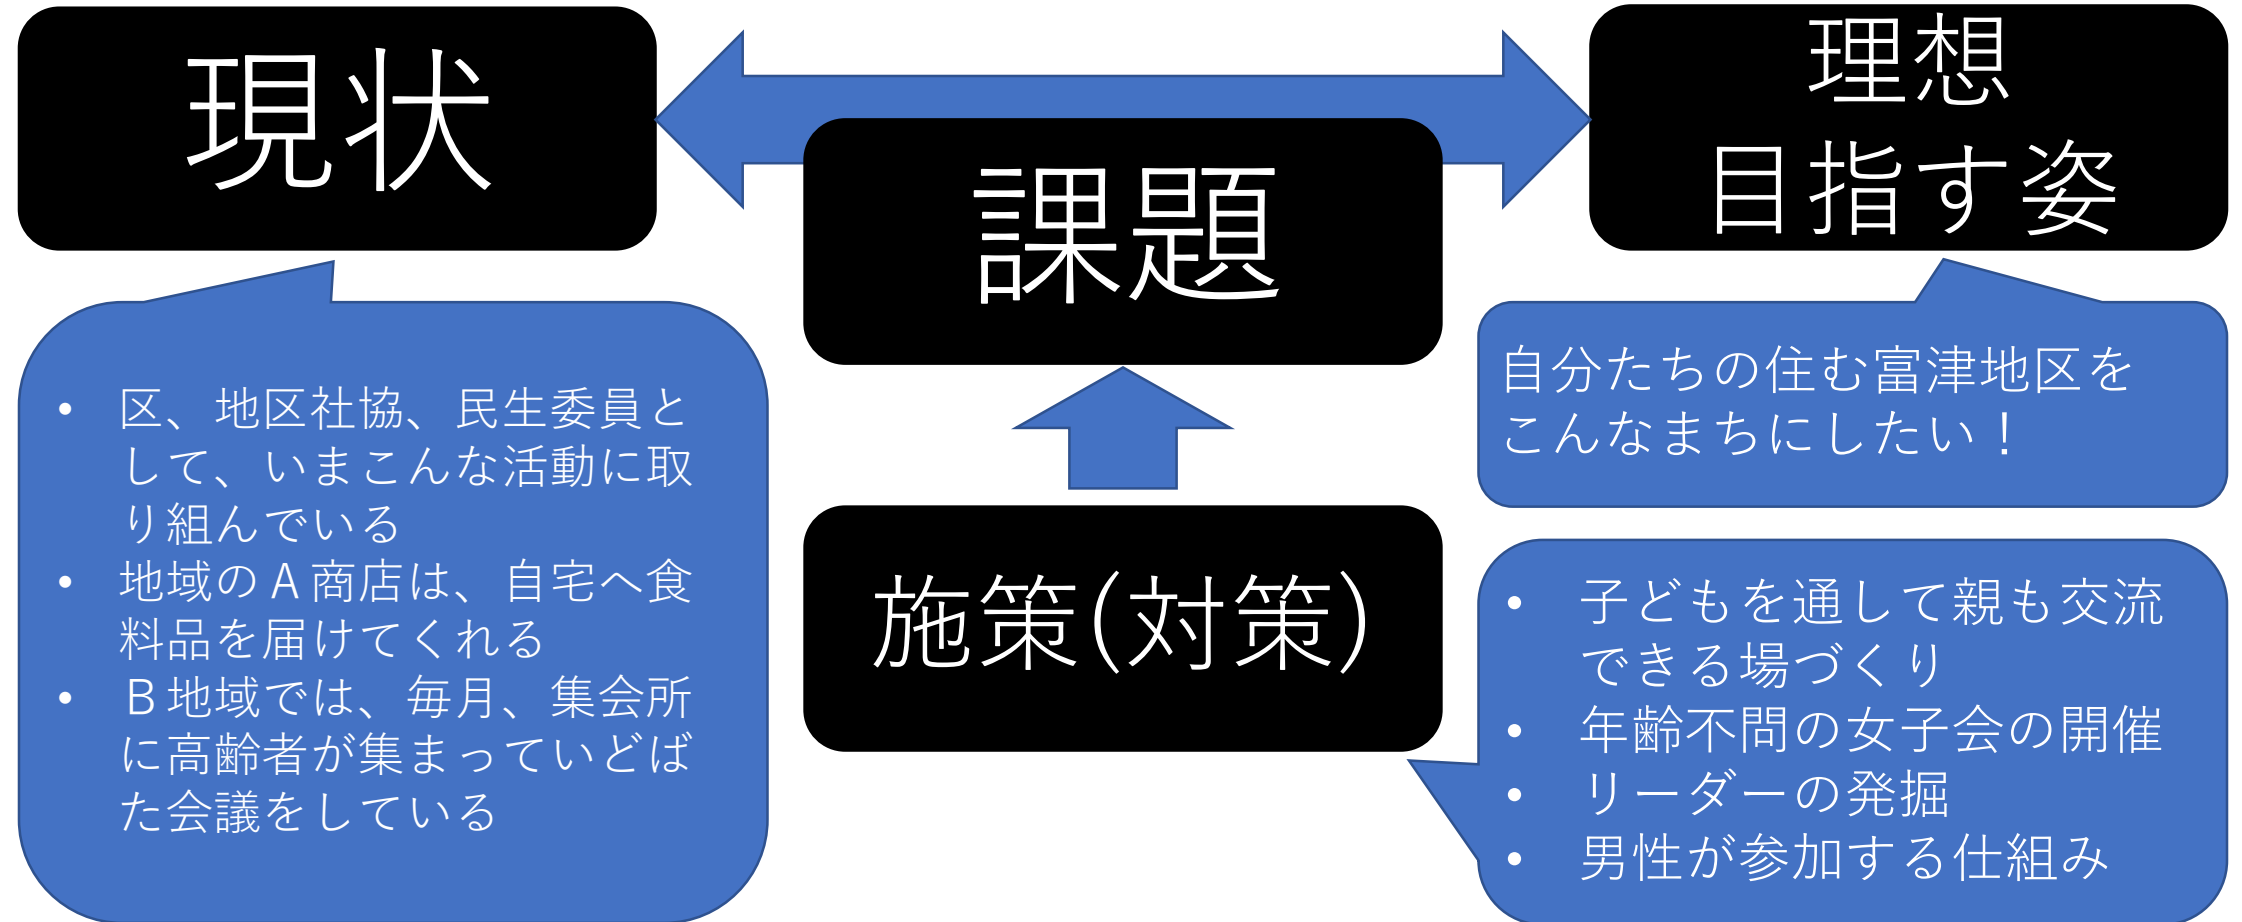 現状
課題
理想
目指す姿
• 区、地区社協、民生委員と
して、いまこんな活動に取
り組んでいる
• 地域のA商店は、自宅へ食
料品を届けてくれる
• B地域では、毎月、集会所
に高齢者が集まっていどば
た会議をしている
施策(対策)
自分たちの住む富津地区を
こんなまちにしたい！
• 子どもを通して親も交流
できる場づくり
• 年齢不問の女子会の開催
• リーダーの発掘
• 男性が参加する仕組み